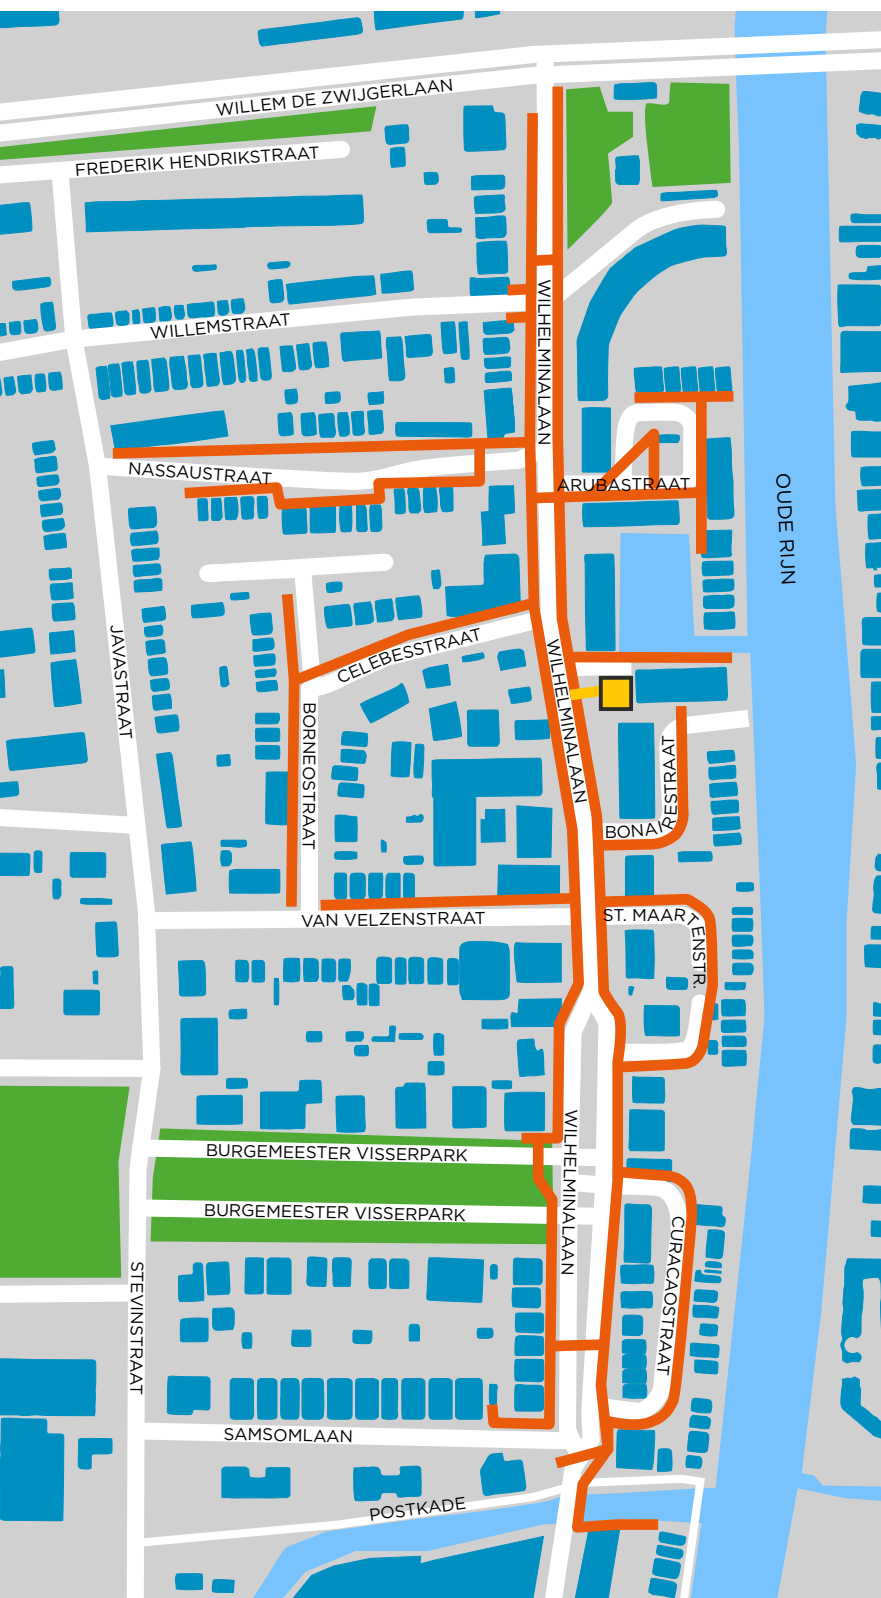 WILLEM DE ZWIJGERLAAN
FREDERIK HENDRIKSTRAAT
WILLEMSTRAAT
WILHELMINALAAN
NASSAUSTRAAT
ARUBASTRAAT
OUDE RIJN
JAVASTRAAT
CELEBESSTRAAT
WILHELMINALAAN
BORNEOSTRAAT
BONAIRESTRAAT
VAN VELZENSTRAAT
ST. MAARTENSTR.
WILHELMINALAAN
BURGEMEESTER VISSERPARK
BURGEMEESTER VISSERPARK
CURACAOSTRAAT
STEVINSTRAAT
SAMSOMLAAN
POSTKADE